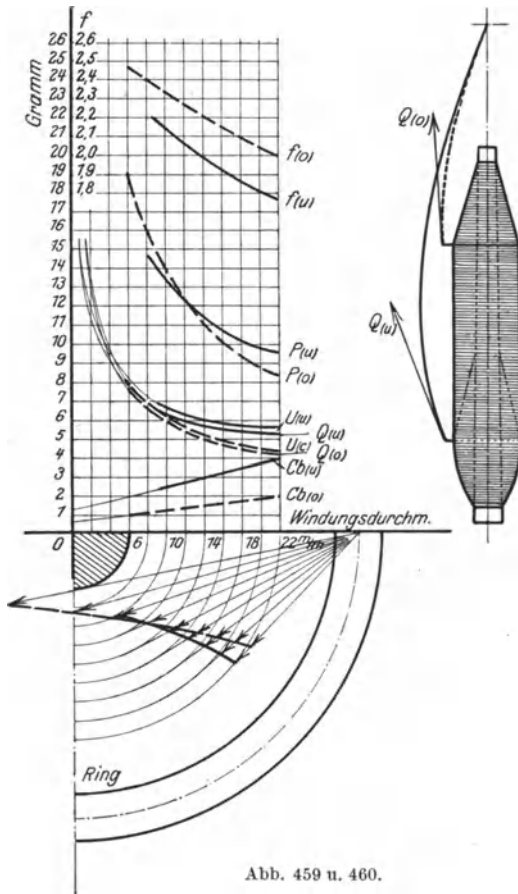 f
Gramm
26 2,6
25 2,5
24 2,4
23 2,3
22 2,2
21 2,1
20 2,0
19 1,9
18 1,8
17
16
15
14
13
12
11
10
9
8
7
6
5
4
3
2
1
f(o)
f(u)
P(u)
P(o)
U(u)
Q(u)
U(c)
Q(o)
Cb(u)
Cb(o)
Windungsdurchm.
0 6 10 14 18 22 m/m
Ring
Q(o)
Q(u)
Abb. 459 u. 460.